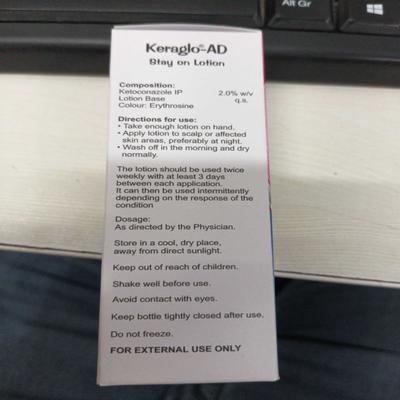 Alt Gr
Keraglo®-AD
Stay on Lotion
Composition:
Ketoconazole IP 2.0% w/v
Lotion Base q.s.
Colour: Erythrosine
Directions for use:
• Take enough lotion on hand.
• Apply lotion to scalp or affected
skin areas, preferably at night.
• Wash off in the morning and dry
normally.
The lotion should be used twice
weekly with at least 3 days
between each application.
It can then be used intermittently
depending on the response of the
condition
Dosage:
As directed by the Physician.
Store in a cool, dry place,
away from direct sunlight.
Keep out of reach of children.
Shake well before use.
Avoid contact with eyes.
Keep bottle tightly closed after use.
Do not freeze.
FOR EXTERNAL USE ONLY